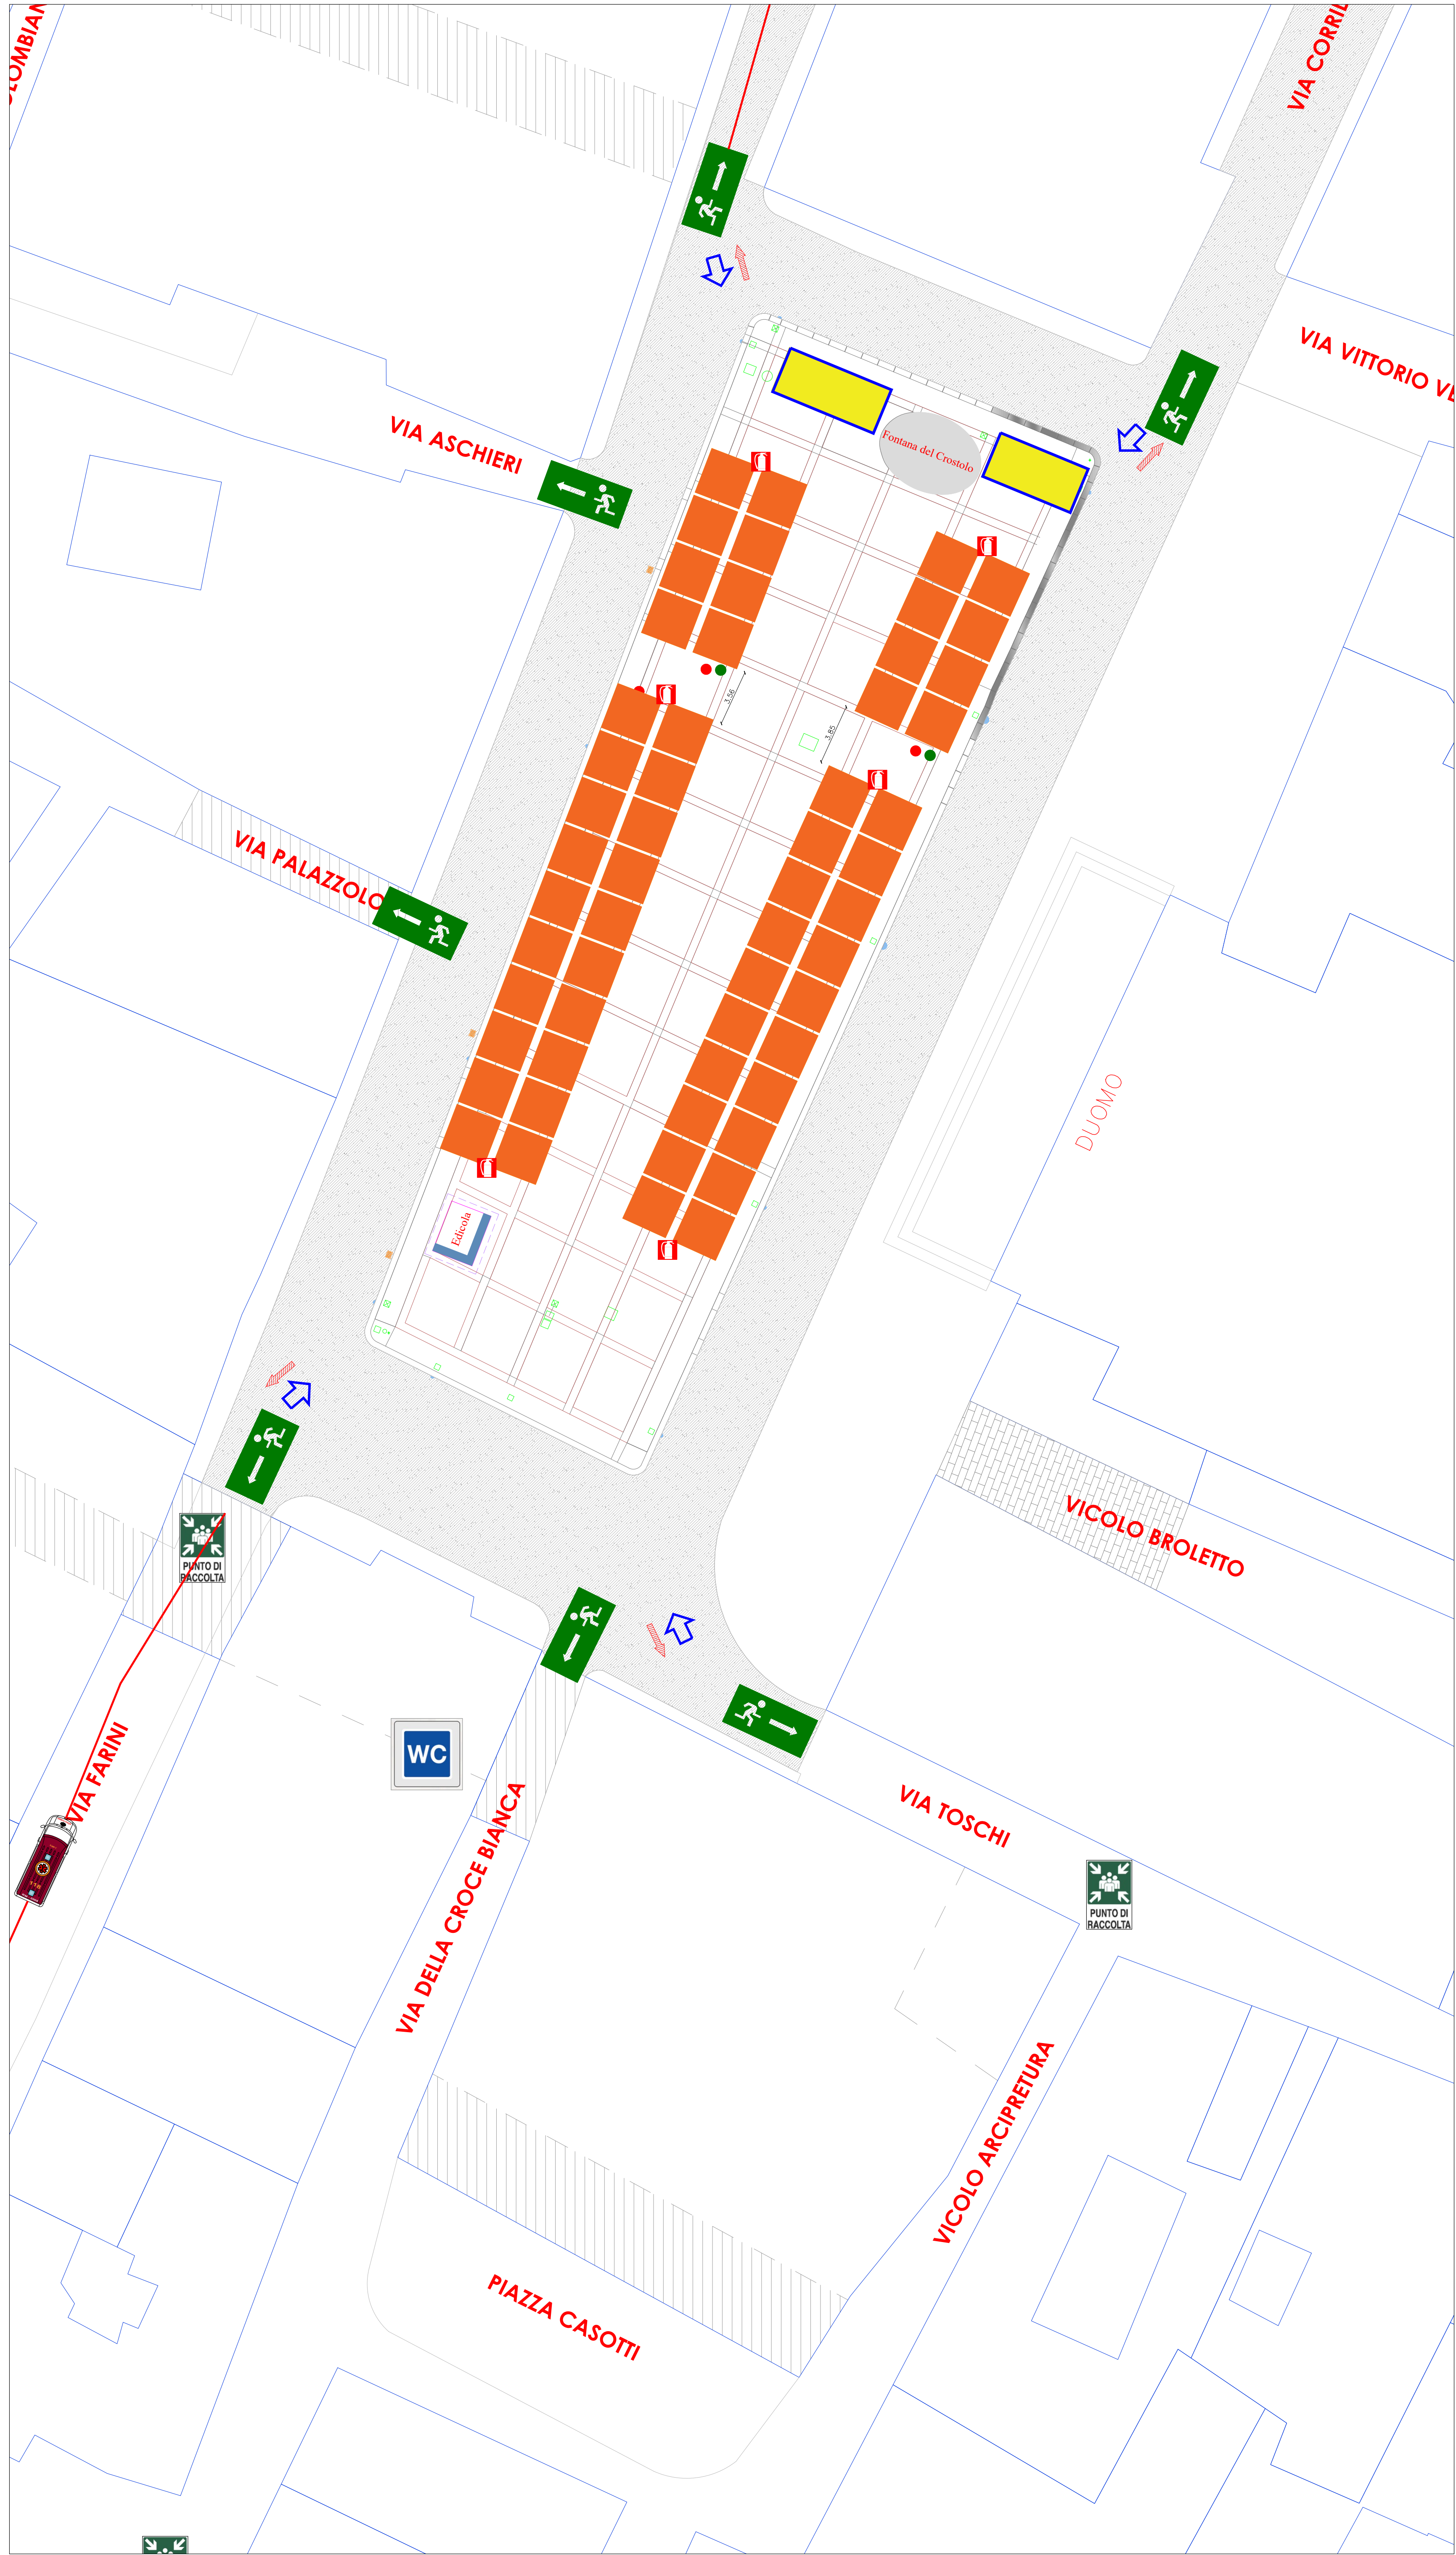 OLOMBIAN
VIA CORRI
VIA VITTORIO VE
VIA ASCHIERI
Fontana del Crostolo
3,56
3,85
VIA PALAZZOLO
DUOMO
Edicola
VICOLO BROLETTO
PUNTO DI
RACCOLTA
WC
VIA FARINI
VIA TOSCHI
VIA DELLA CROCE BIANCA
PUNTO DI
RACCOLTA
VICOLO ARCIPRETURA
PIAZZA CASOTTI